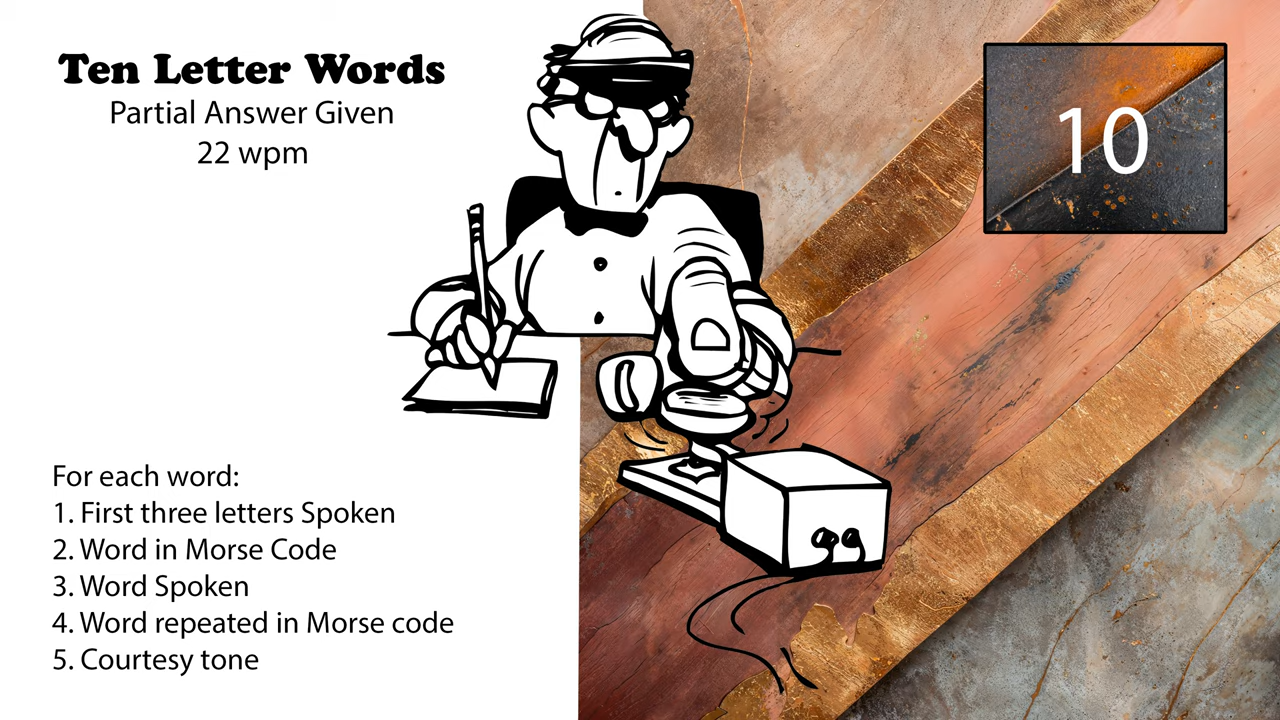 Ten Letter Words
Partial Answer Given
22 wpm
10
For each word:
1. First three letters Spoken
2. Word in Morse Code
3. Word Spoken
4. Word repeated in Morse code
5. Courtesy tone